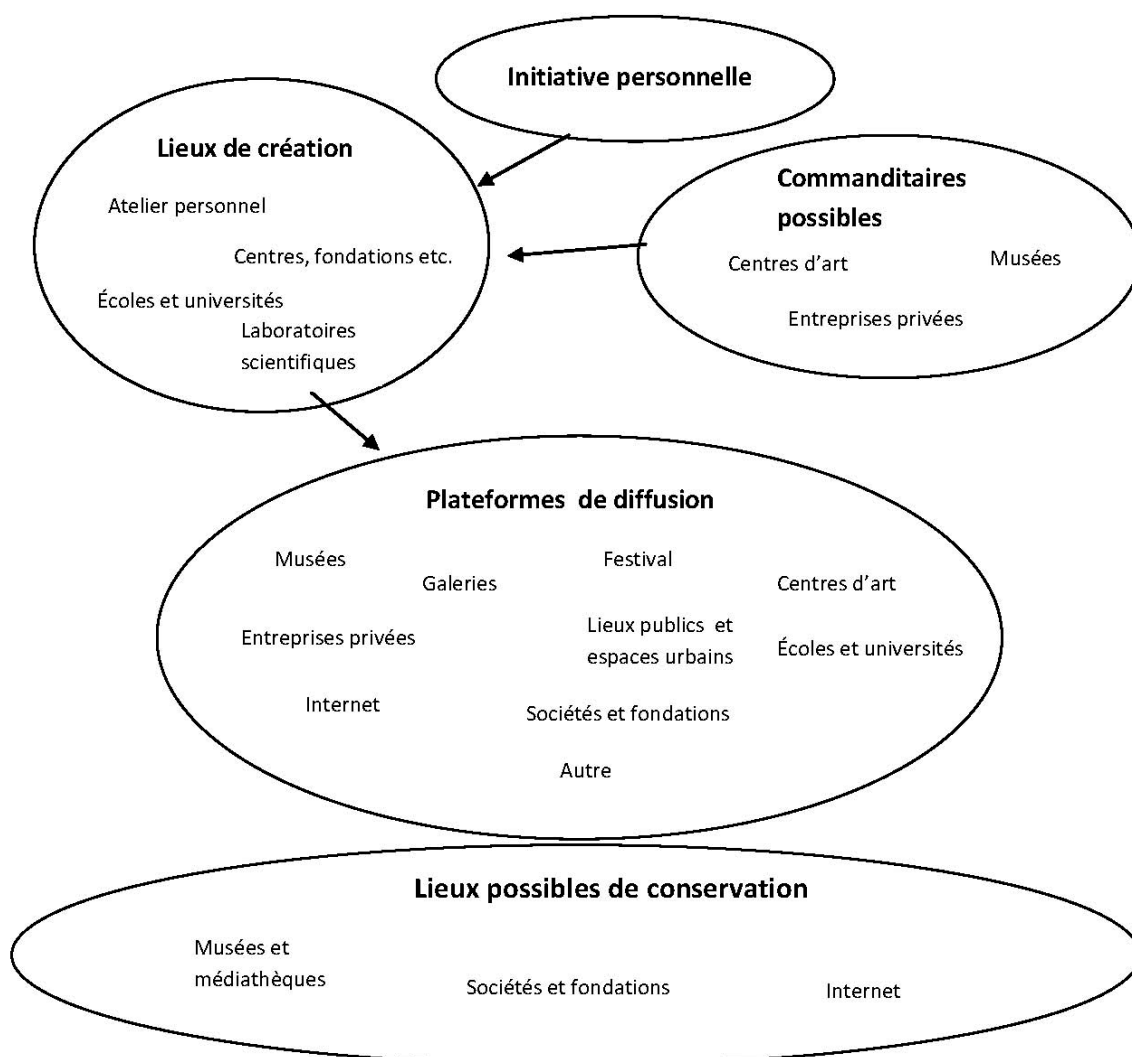 Initiative personnelle
Lieux de création
Atelier personnel
Centres, fondations etc.
Écoles et universités
Laboratoires
scientifiques
Commanditaires
possibles
Centres d’art
Musées
Entreprises privées
Plateformes de diffusion
Musées
Festival
Galeries
Centres d’art
Entreprises privées
Lieux publics et
espaces urbains
Écoles et universités
Internet
Sociétés et fondations
Autre
Lieux possibles de conservation
Musées et
médiathèques
Sociétés et fondations
Internet